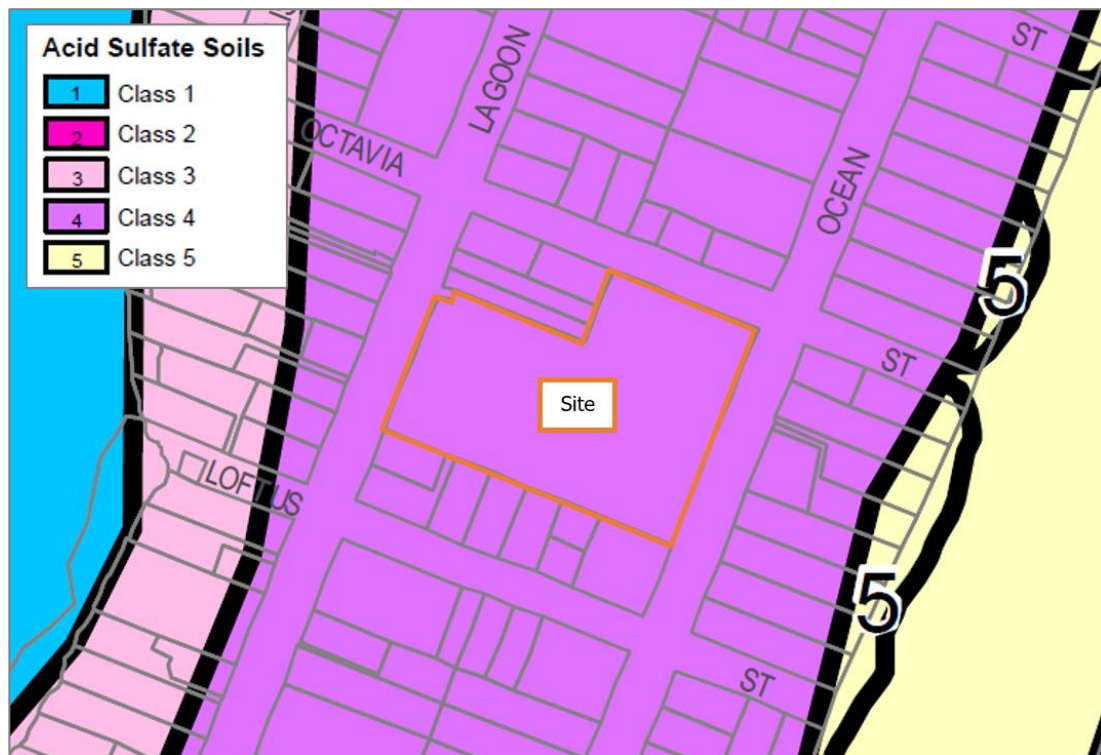 Acid Sulfate Soils
1 Class 1
2 Class 2
3 Class 3
4 Class 4
5 Class 5
LAGOON
ST
OCTAVIA
OCEAN
5
ST
Site
LOFTUS
5
ST